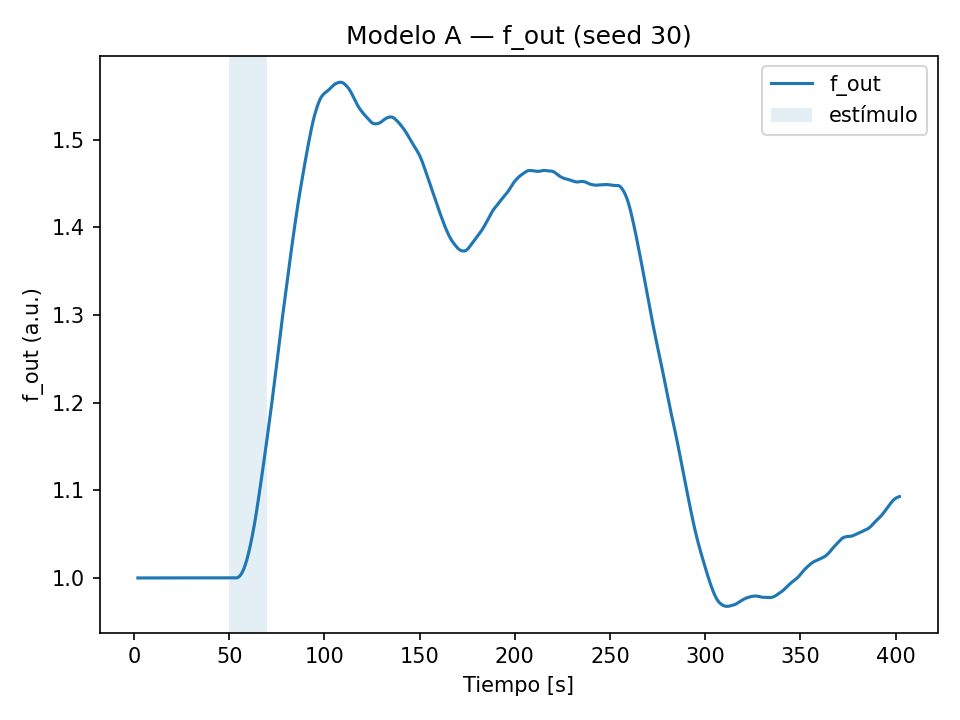 Modelo A — f_out (seed 30)
f_out
estímulo
f_out (a.u.)
1.5
1.4
1.3
1.2
1.1
1.0
0 50 100 150 200 250 300 350 400
Tiempo [s]